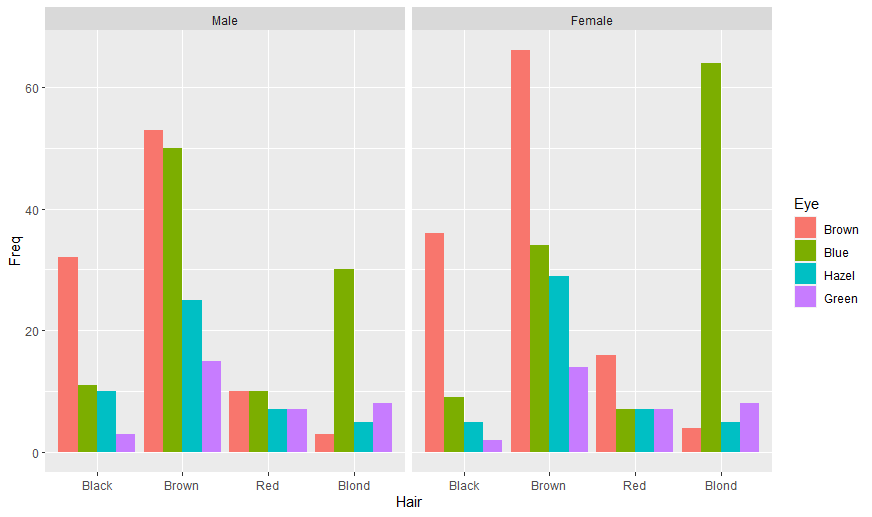 Male
Female
Freq
60
40
20
0
Black
Brown
Red
Blond
Black
Brown
Red
Blond
Hair
Eye
Brown
Blue
Hazel
Green